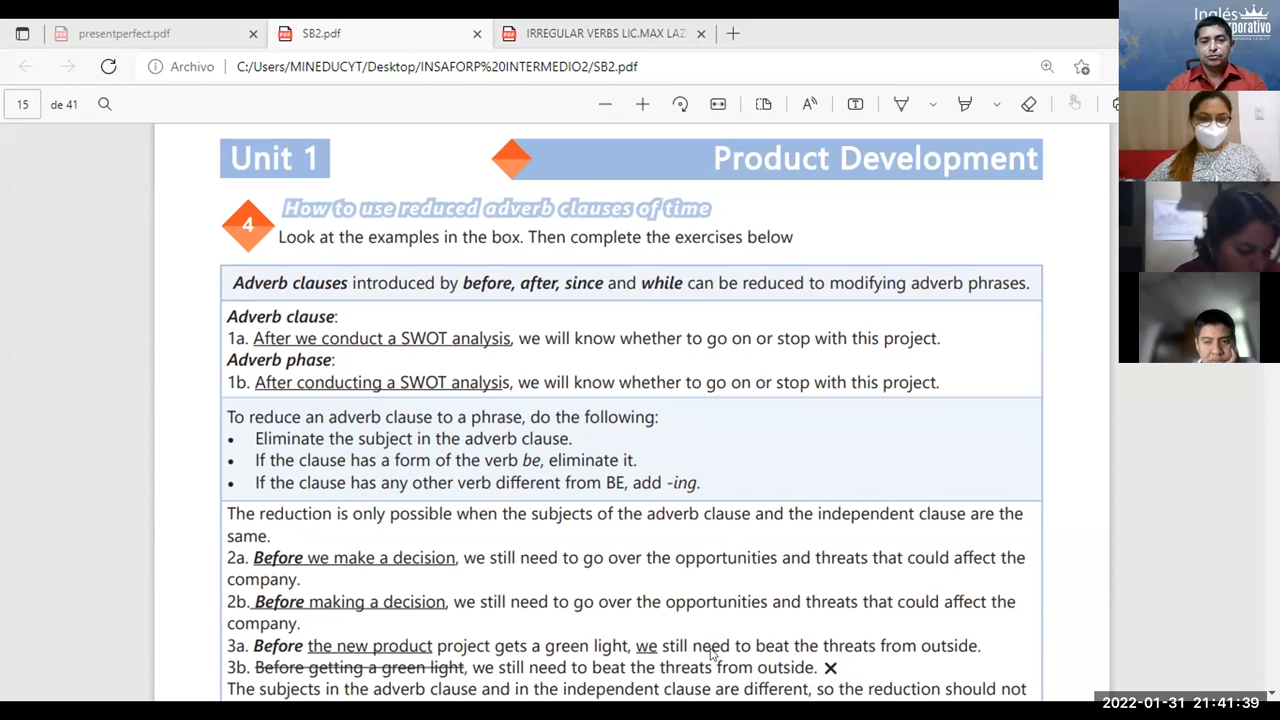 presentperfect.pdf
SB2.pdf
IRREGULAR VERBS LIC.MAX LAZ
Archivo
C:/Users/MINEDUCYT/Desktop/INSAFORP%20INTERMEDIO2/SB2.pdf
15 de 41
Inglés
Unit 1
Product Development
4
How to use reduced adverb clauses of time
Look at the examples in the box. Then complete the exercises below
Adverb clauses introduced by before, after, since and while can be reduced to modifying adverb phrases.
Adverb clause:
1a. After we conduct a SWOT analysis, we will know whether to go on or stop with this project.
Adverb phase:
1b. After conducting a SWOT analysis, we will know whether to go on or stop with this project.
To reduce an adverb clause to a phrase, do the following:
• Eliminate the subject in the adverb clause.
• If the clause has a form of the verb be, eliminate it.
• If the clause has any other verb different from BE, add -ing.
The reduction is only possible when the subjects of the adverb clause and the independent clause are the
same.
2a. Before we make a decision, we still need to go over the opportunities and threats that could affect the
company.
2b. Before making a decision, we still need to go over the opportunities and threats that could affect the
company.
3a. Before the new product project gets a green light, we still need to beat the threats from outside.
3b. Before getting a green light, we still need to beat the threats from outside. ✗
The subjects in the adverb clause and in the independent clause are different, so the reduction should not
2022-01-31 21:41:39